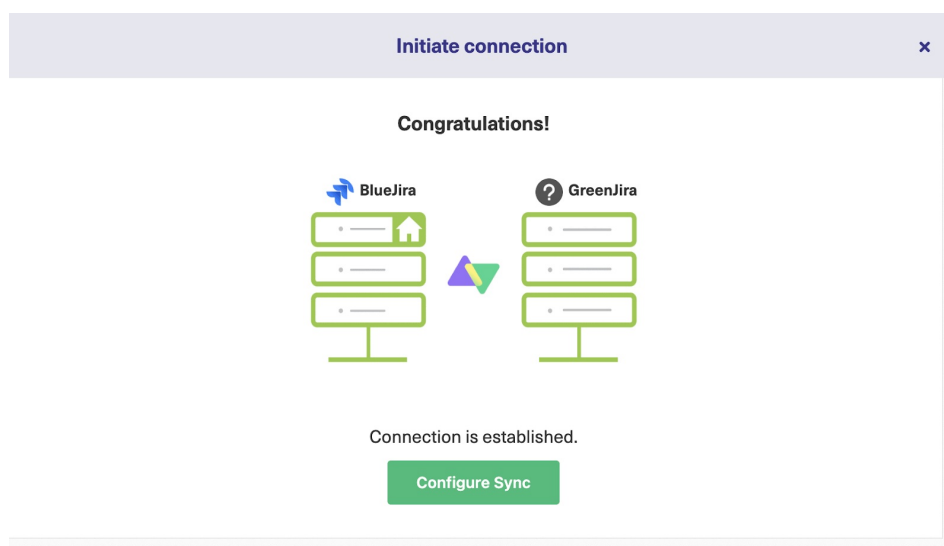 Initiate connection
×
Congratulations!
BlueJira
? GreenJira
Connection is established.
Configure Sync